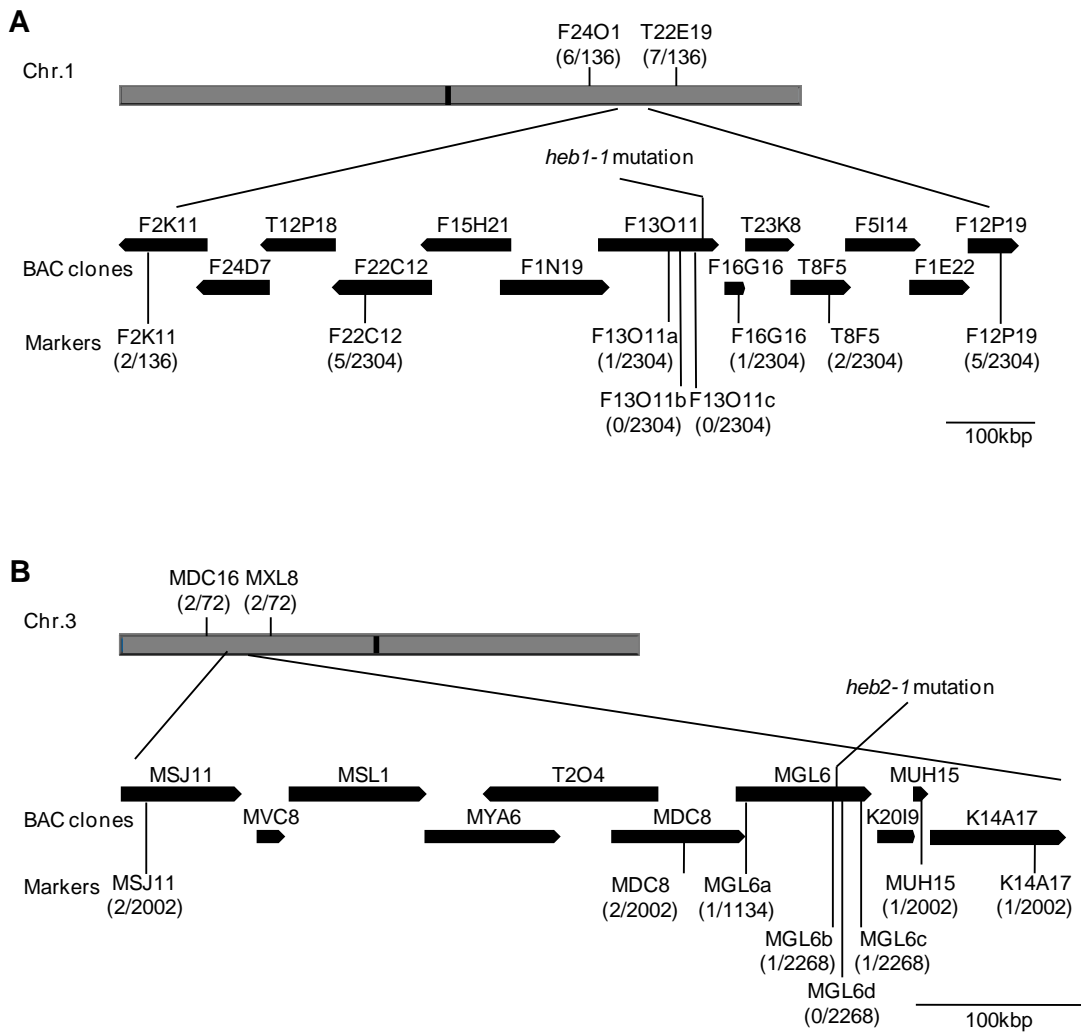 A
F24O1 T22E19
(6/136) (7/136)
Chr.1
heb1-1 mutation
F2K11 T12P18 F15H21 F13O11 T23K8 F5I14 F12P19
BAC clones
F24D7 F22C12 F1N19 F16G16 T8F5 F1E22
Markers
F2K11 F22C12 F13O11a F16G16 T8F5 F12P19
(2/136) (5/2304) (1/2304) (1/2304) (2/2304) (5/2304)
F13O11b F13O11c
(0/2304) (0/2304)
100kbp
B
MDC16 MXL8
(2/72) (2/72)
Chr.3
heb2-1 mutation
MSJ11 MSL1 T2O4 MGL6 MUH15
BAC clones
MVC8 MYA6 MDC8 K20I9 K14A17
Markers
MSJ11 MDC8 MGL6a MUH15 K14A17
(2/2002) (2/2002) (1/1134) (1/2002) (1/2002)
MGL6b MGL6c
(1/2268) (1/2268)
MGL6d
(0/2268)
100kbp